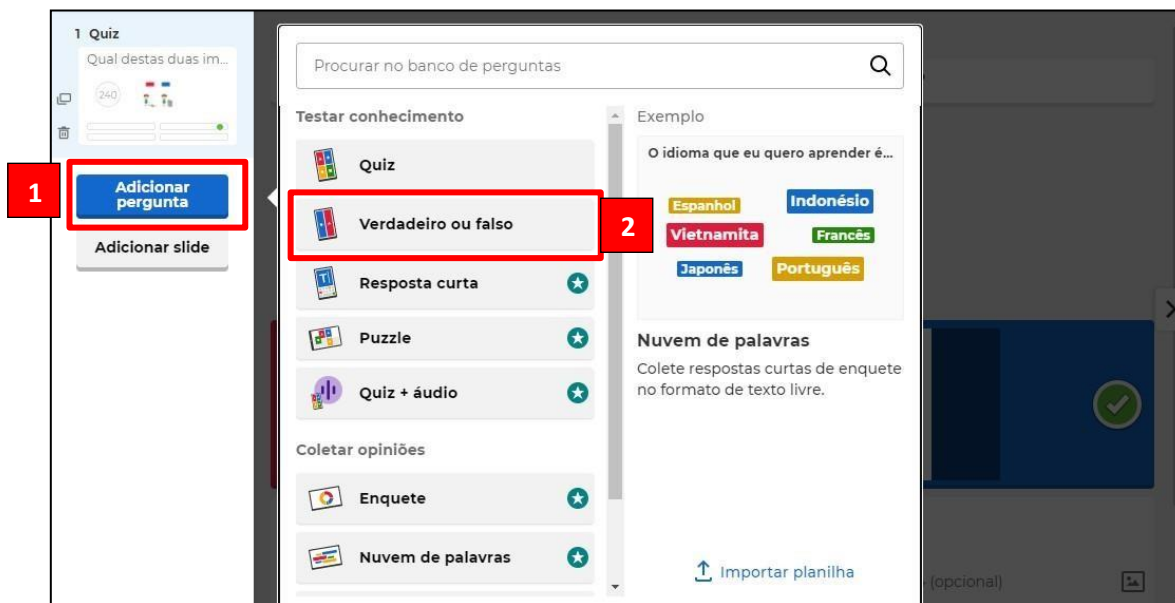 1 Quiz
Qual destas duas im...
240
1
Adicionar
pergunta
Adicionar slide
Procurar no banco de perguntas
Testar conhecimento
Quiz
Verdadeiro ou falso
2
Resposta curta
Puzzle
Quiz + áudio
Coletar opiniões
Enquete
Nuvem de palavras
Exemplo
O idioma que eu quero aprender é...
Espanhol
Indonésio
Vietnamita
Francês
Japonês
Português
Nuvem de palavras
Colete respostas curtas de enquete
no formato de texto livre.
Importar planilha
(opcional)